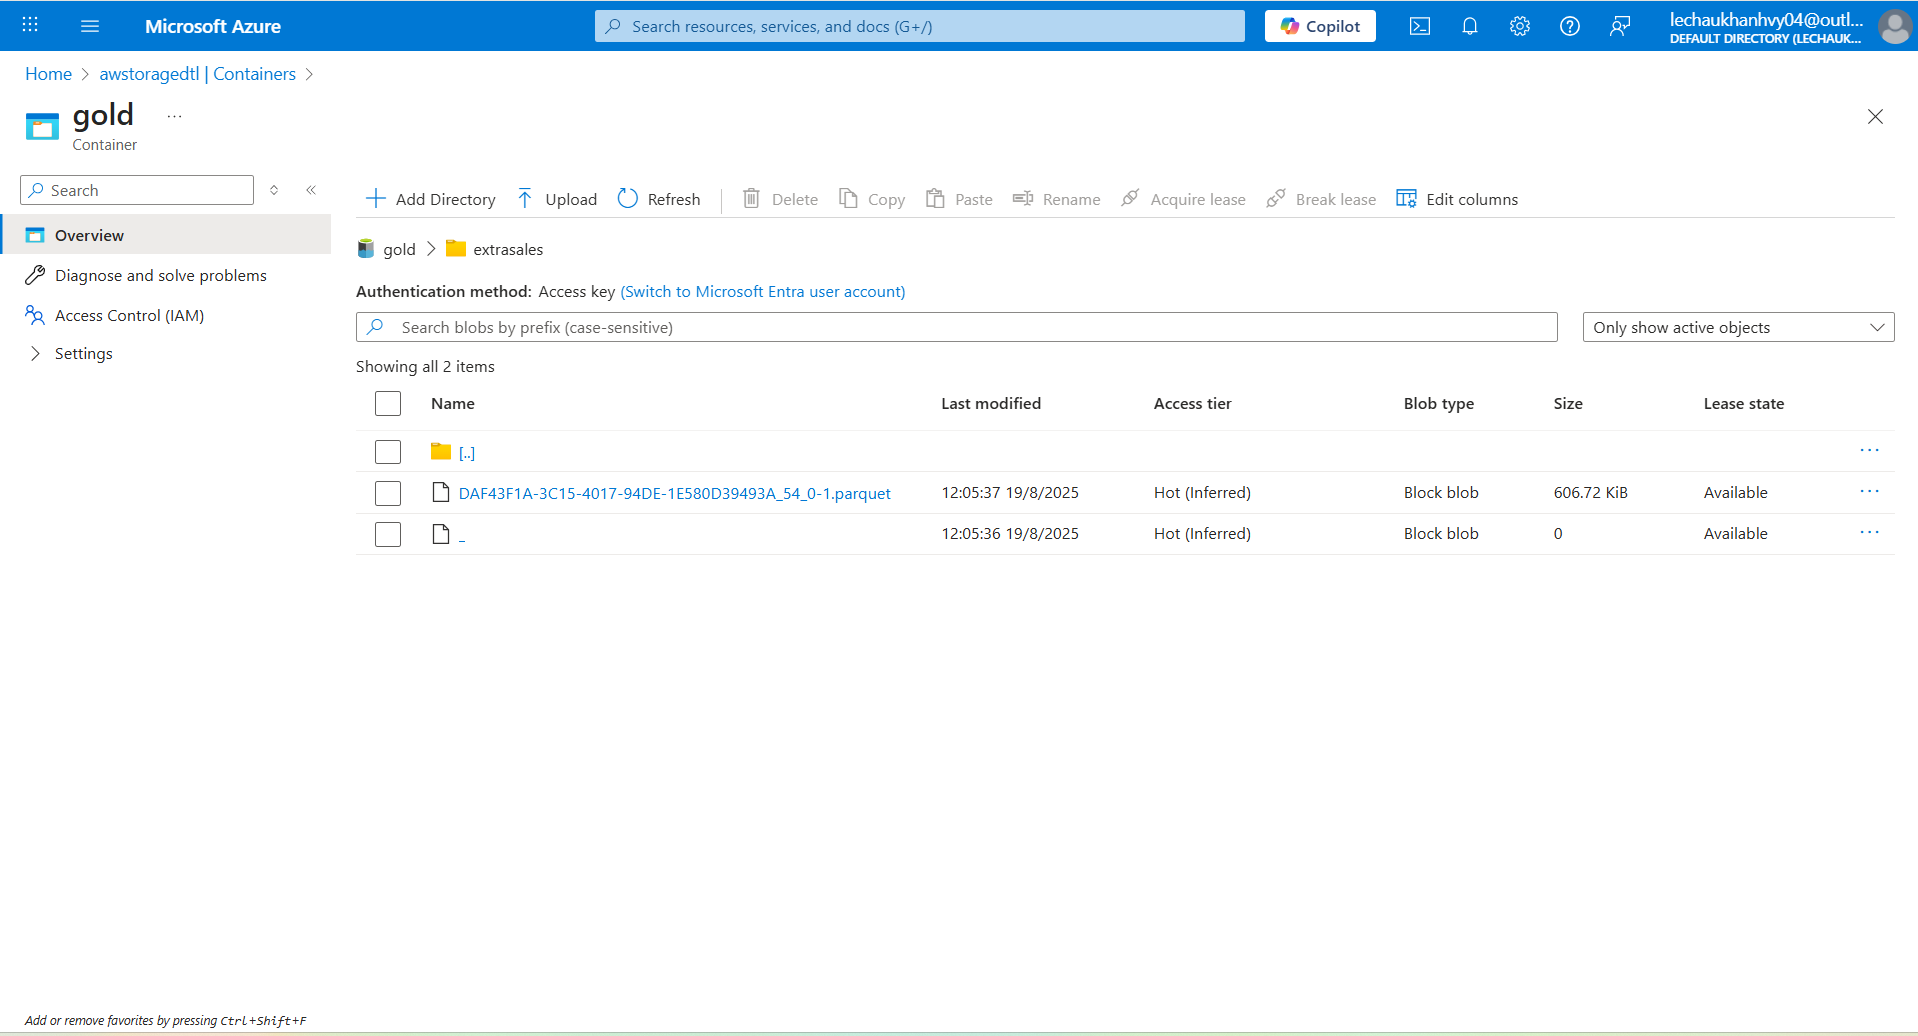 Microsoft Azure
Search resources, services, and docs (G+/)
Copilot
lechaukhanhvy04@outl...
DEFAULT DIRECTORY (LECHAUK...
Home > awstoragedtl | Containers >
gold ...
Container
Search
Overview
Diagnose and solve problems
Access Control (IAM)
Settings
Add Directory Upload Refresh Delete Copy Paste Rename Acquire lease Break lease Edit columns
gold > extrasales
Authentication method: Access key (Switch to Microsoft Entra user account)
Search blobs by prefix (case-sensitive)
Only show active objects
Showing all 2 items
Name Last modified Access tier Blob type Size Lease state
[..] ...
DAF43F1A-3C15-4017-94DE-1E580D39493A_54_0-1.parquet 12:05:37 19/8/2025 Hot (Inferred) Block blob 606.72 KiB Available ...
_ 12:05:36 19/8/2025 Hot (Inferred) Block blob 0 Available ...
Add or remove favorites by pressing Ctrl+Shift+F